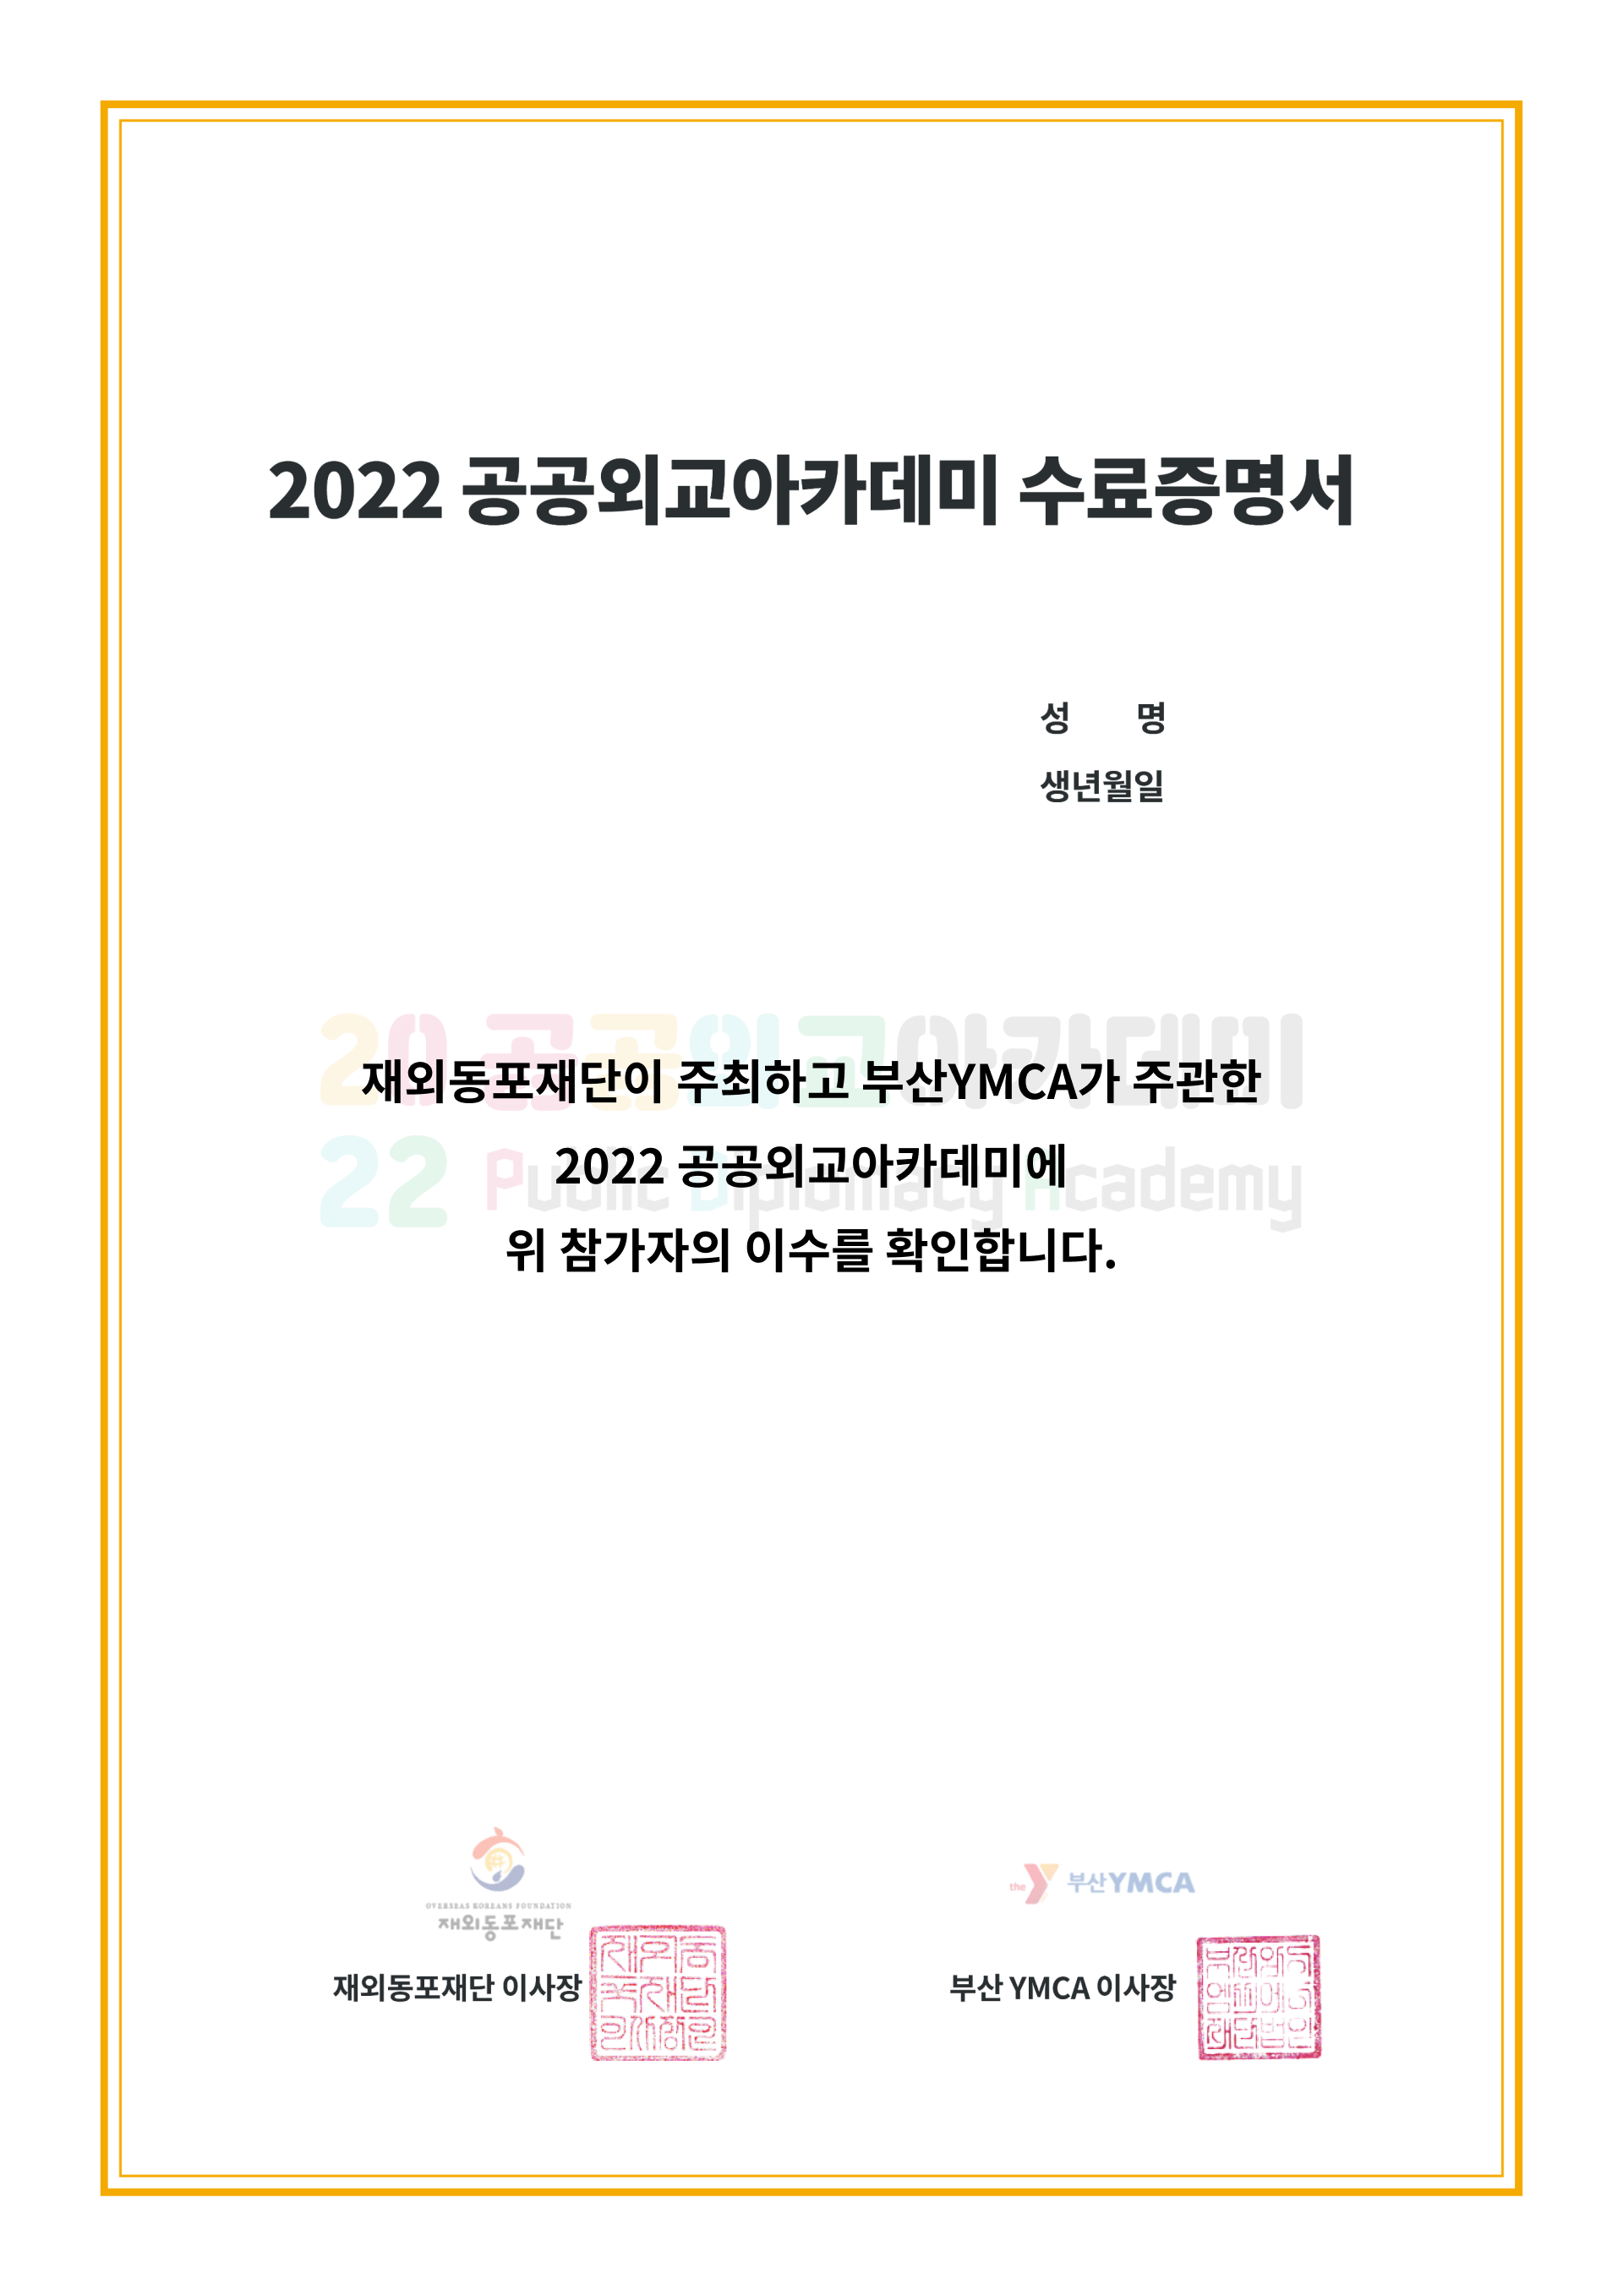 2022 공공외교아카데미 수료증명서
성 명
생년월일
20 공공외교아카데미
22 Public Diplomacy Academy
재외동포재단이 주최하고 부산YMCA가 주관한
2022 공공외교아카데미에
위 참가자의 이수를 확인합니다.
OVERSEAS KOREANS FOUNDATION
재외동포재단
the Y 부산YMCA
재외동포재단 이사장
부산 YMCA 이사장